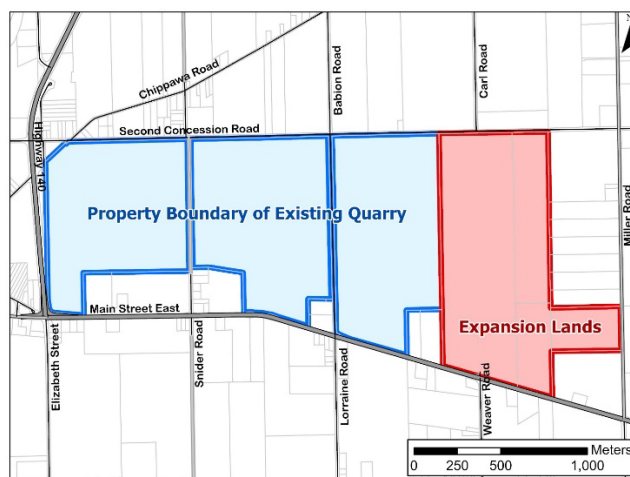 N
Chippawa Road
Babion Road
Carl Road
Second Concession Road
Highway 140
Property Boundary of Existing Quarry
Miller Road
Main Street East
Expansion Lands
Elizabeth Street
Snider Road
Lorraine Road
Weaver Road
Meters
0 250 500 1,000